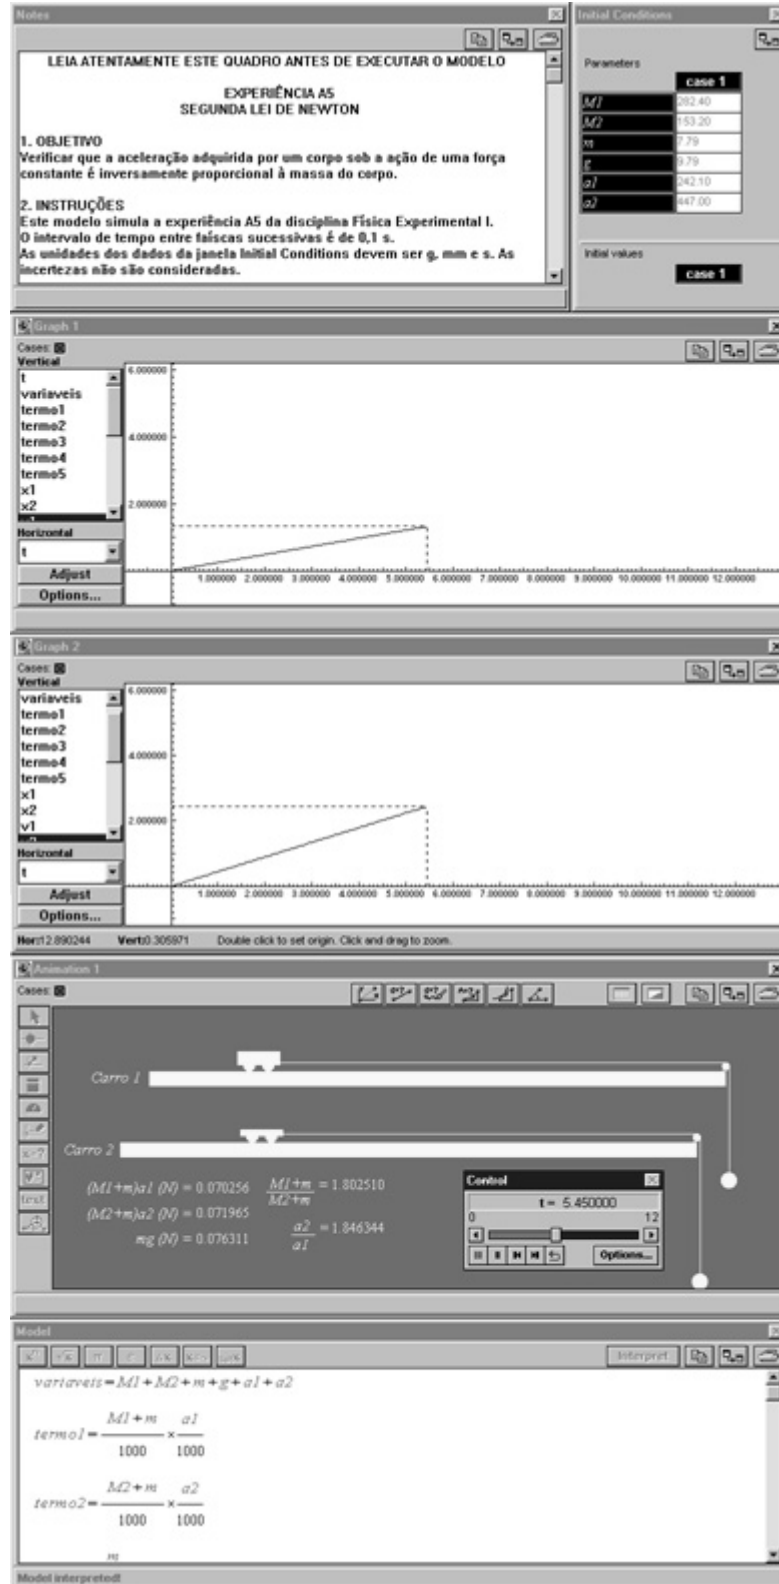 Notes
LEIA ATENTAMENTE ESTE QUADRO ANTES DE EXECUTAR O MODELO
EXPERIÊNCIA A5
SEGUNDA LEI DE NEWTON
1. OBJETIVO
Verificar que a aceleração adquirida por um corpo sob a ação de uma força
constante é inversamente proporcional à massa do corpo.
2. INSTRUÇÕES
Este modelo simula a experiência A5 da disciplina Física Experimental I.
O intervalo de tempo entre faíscas sucessivas é de 0,1 s.
As unidades dos dados da janela Initial Conditions devem ser g, mm e s. As
incertezas não são consideradas.
Initial Conditions
Parameters
case 1
M1 282.40
M2 153.20
m 7.79
g 9.79
a1 242.10
a2 447.00
Initial values
case 1
Graph 1
Cases:
Vertical
t
variaveis
termo1
termo2
termo3
termo4
termo5
x1
x2
Horizontal
t
Adjust
Options...
6.000000
4.000000
2.000000
1.000000 2.000000 3.000000 4.000000 5.000000 6.000000 7.000000 8.000000 9.000000 10.000000 11.000000 12.000000
Graph 2
Cases:
Vertical
variaveis
termo1
termo2
termo3
termo4
termo5
x1
x2
v1
Horizontal
t
Adjust
Options...
6.000000
4.000000
2.000000
1.000000 2.000000 3.000000 4.000000 5.000000 6.000000 7.000000 8.000000 9.000000 10.000000 11.000000 12.000000
Hor:12.890244 Vert:0.305971 Double click to set origin. Click and drag to zoom.
Animation 1
Cases:
text
Carro 1
Carro 2
(M1+m)a1 (N) = 0.070256
(M2+m)a2 (N) = 0.071965
mg (N) = 0.076311
M1+m
M2+m
= 1.802510
a2
a1
= 1.846344
Control
t = 5.450000
0 12
Options...
Model
Interpret
variaveis=M1+M2+m+g+a1+a2
termo1= M1+m / 1000 × a1 / 1000
termo2= M2+m / 1000 × a2 / 1000
m
Model interpreted!